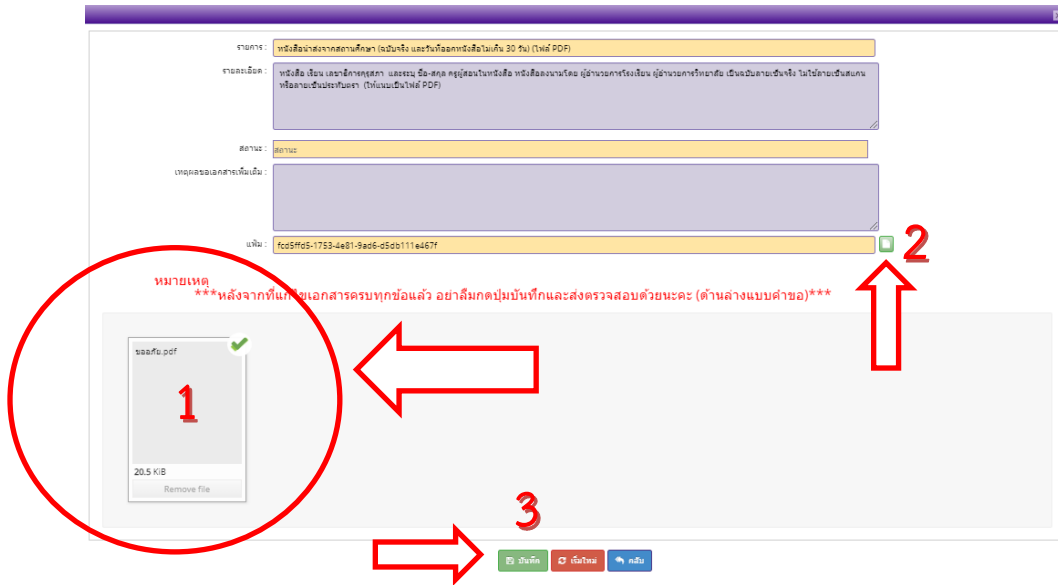 รายการ : หนังสือนำส่งจากสถานศึกษา (ฉบับจริง และวันที่ออกหนังสือไม่เกิน 30 วัน) (ไฟล์ PDF)
รายละเอียด : หนังสือ เรียน เลขาธิการคุรุสภา และระบุ ชื่อ-สกุล ครูผู้สอนในหนังสือ หนังสือลงนามโดย ผู้อำนวยการโรงเรียน ผู้อำนวยการวิทยาลัย เป็นฉบับลายเซ็นจริง ไม่ใช่ลายเซ็นสแกน
หรือลายเซ็นประทับตรา (ให้แนบเป็นไฟล์ PDF)
สถานะ : สถานะ
เหตุผลขอเอกสารเพิ่มเติม :
แฟ้ม : fcd5ffd5-1753-4e81-9ad6-d5db111e467f
2
หมายเหตุ
***หลังจากที่แก้ไขเอกสารครบทุกข้อแล้ว อย่าลืมกดปุ่มบันทึกและส่งตรวจสอบด้วยนะคะ (ด้านล่างแบบคำขอ)***
ขออภัย.pdf
1
20.5 KiB
Remove file
3
บันทึก เริ่มใหม่ กลับ